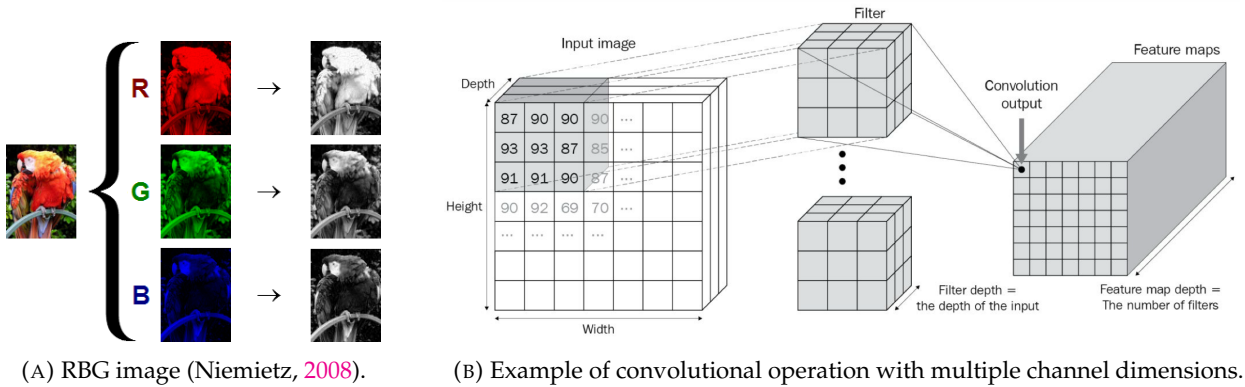 R
G
B
→
→
→
Input image
Filter
Feature maps
Depth
Convolution
output
87 90 90 90 ...
93 93 87 85 ...
91 91 90 87 ...
90 92 69 70 ...
... ... ... ...
Height
Width
Filter depth =
the depth of the input
Feature map depth =
The number of filters
(A) RBG image (Niemietz, 2008).
(B) Example of convolutional operation with multiple channel dimensions.